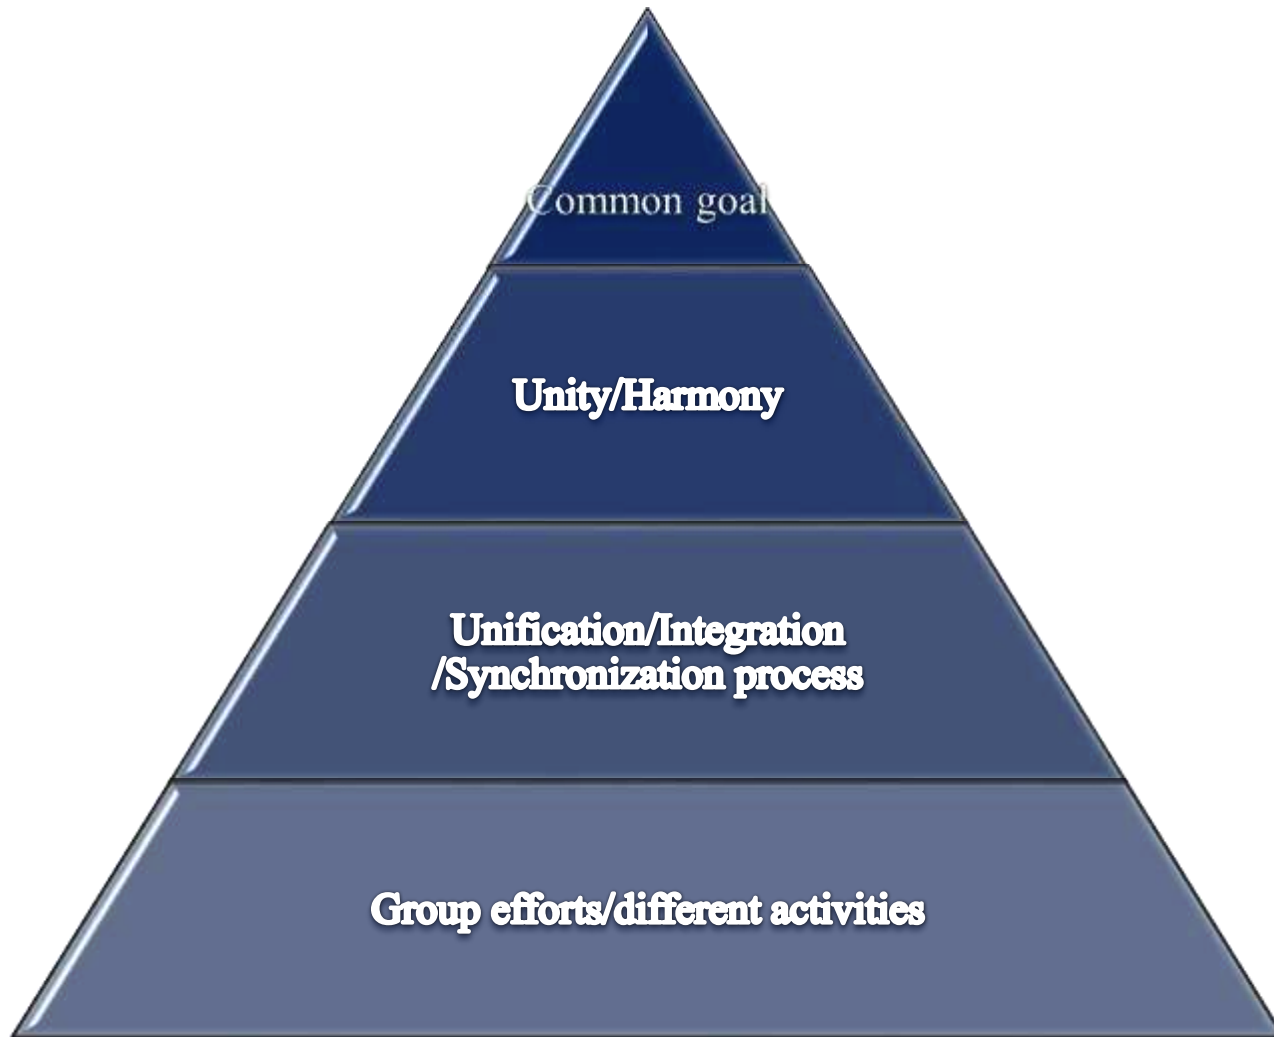 Common goal
Unity/Harmony
Unification/Integration
/Synchronization process
Group efforts/different activities